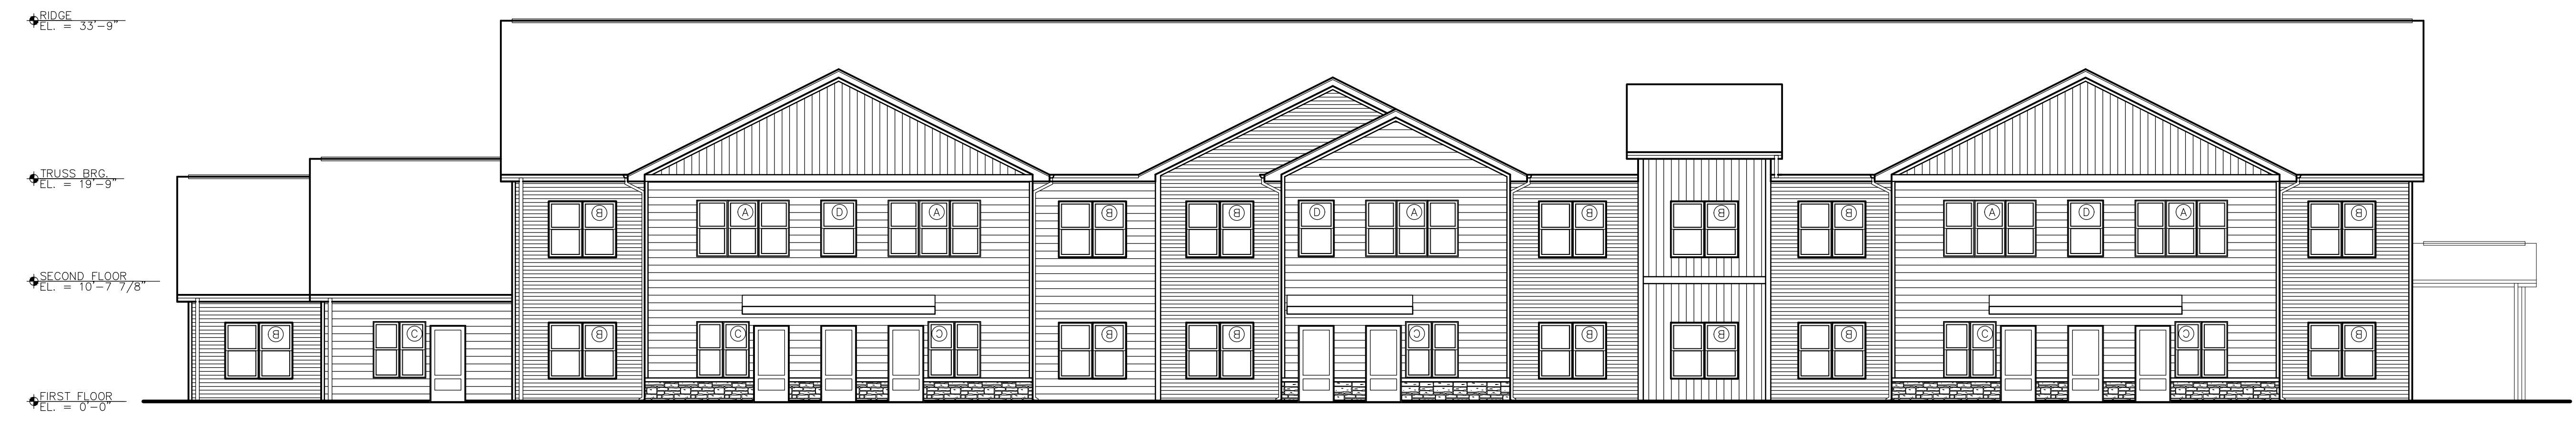 RIDGE
EL. = 33'-9"
TRUSS BRG.
EL. = 19'-9"
B A D A B B D A B B B A D A B
SECOND FLOOR
EL. = 10'-7 7/8"
B C B C C B B C B B B C C B
FIRST FLOOR
EL. = 0'-0"